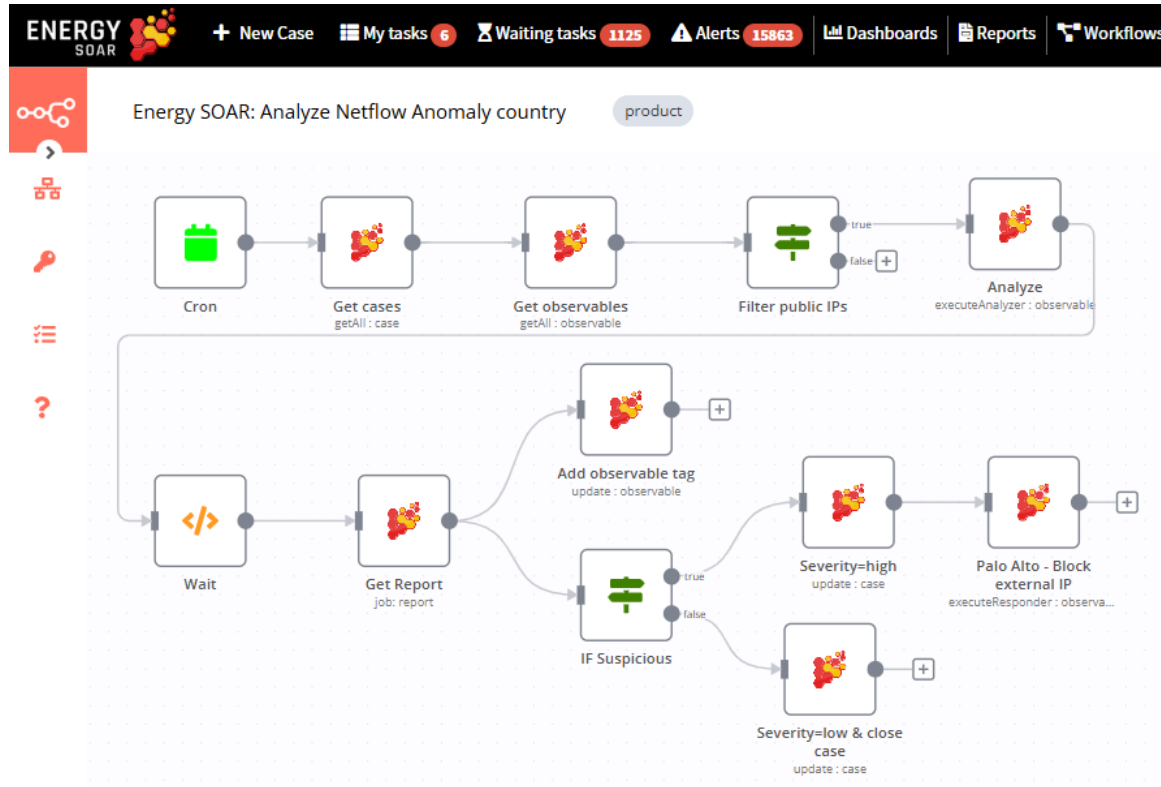 ENERGY
SOAR
New Case
My tasks 6
Waiting tasks 1125
Alerts 15863
Dashboards
Reports
Workflows
Energy SOAR: Analyze Netflow Anomaly country
product
Cron
Get cases
getAll : case
Get observables
getAll : observable
Filter public IPs
true
false
Analyze
executeAnalyzer : observable
Wait
Get Report
job: report
Add observable tag
update : observable
IF Suspicious
true
false
Severity=high
update : case
Palo Alto - Block
external IP
executeResponder : observa...
Severity=low & close
case
update : case